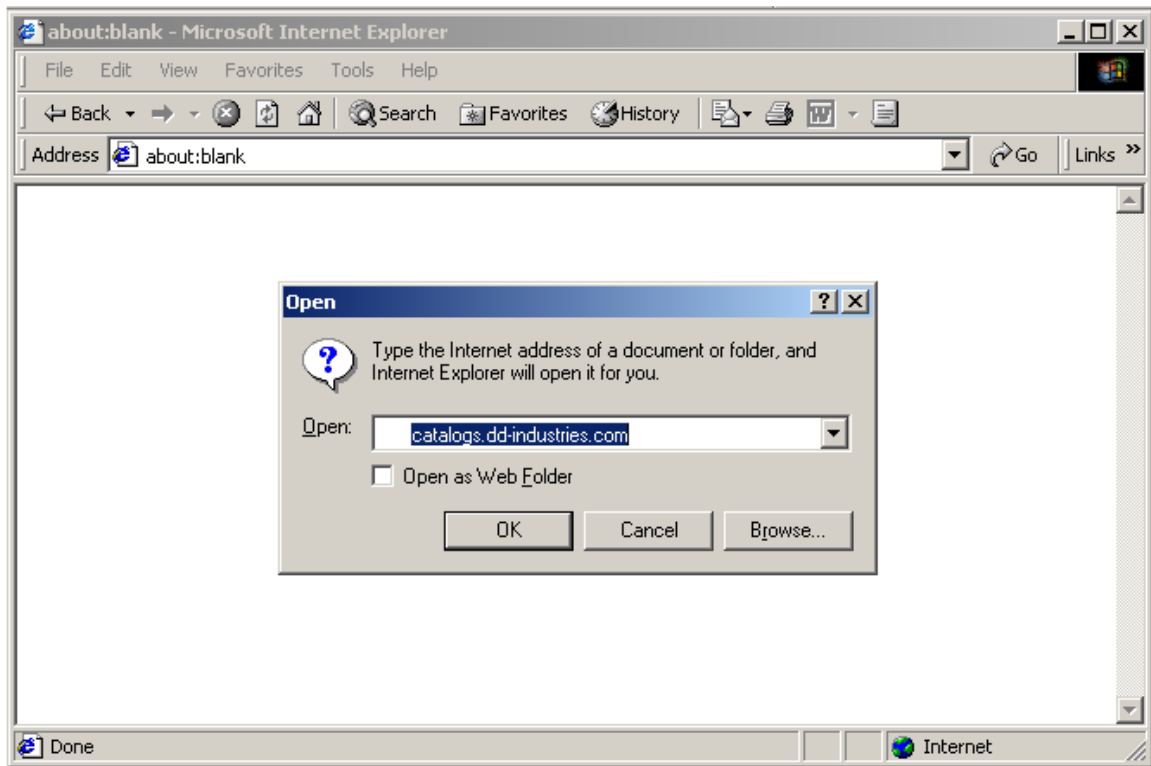 about:blank - Microsoft Internet Explorer
File Edit View Favorites Tools Help
Back Search Favorites History
Address about:blank Go Links »
Open
Type the Internet address of a document or folder, and
Internet Explorer will open it for you.
Open: catalogs.dd-industries.com
Open as Web Folder
OK Cancel Browse...
Done Internet